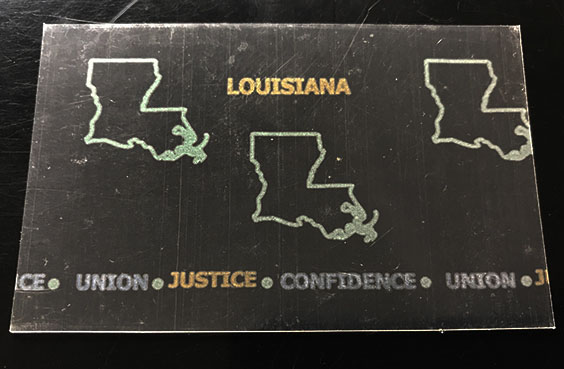 LOUISIANA
CE • UNION • JUSTICE • CONFIDENCE • UNION • J